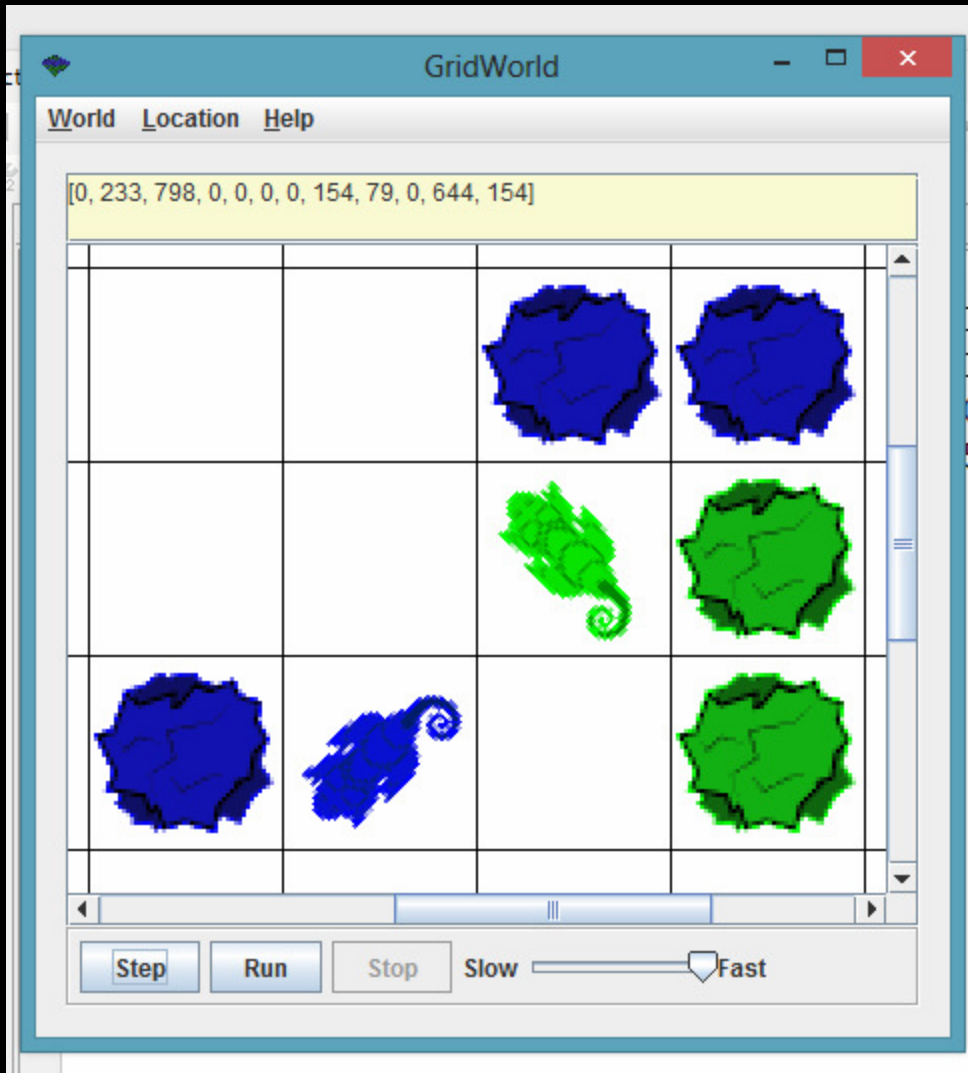 GridWorld
World Location Help
[0, 233, 798, 0, 0, 0, 0, 154, 79, 0, 644, 154]
Step Run Stop Slow Fast